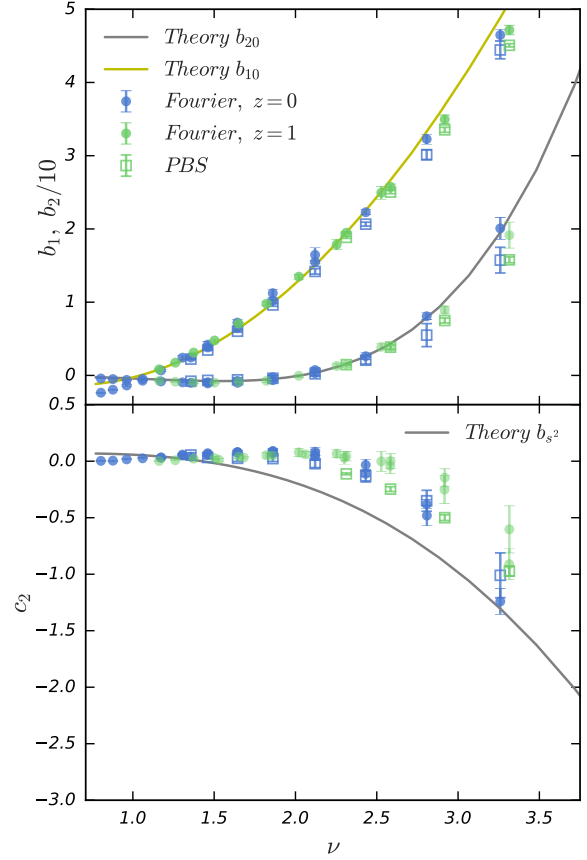 5
4
3
2
1
0
b₁, b₂/10
Theory b₂₀
Theory b₁₀
Fourier, z=0
Fourier, z=1
PBS
0.5
0.0
−0.5
−1.0
−1.5
−2.0
−2.5
−3.0
c₂
Theory b_{s²}
1.0 1.5 2.0 2.5 3.0 3.5
ν